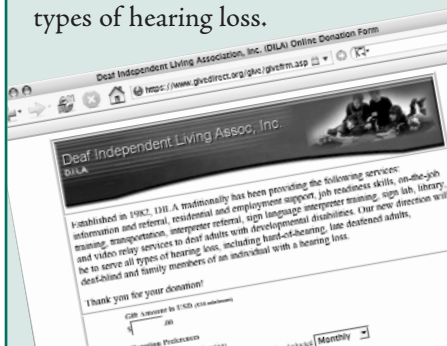 types of hearing loss.
Deaf Independent Living Association, Inc. (DILA) Online Donation Form
https://www.givedirect.org/give/givefrm.asp
Deaf Independent Living Assoc, Inc.
DILA
Established in 1982, DILA traditionally has been providing the following services:
information and referral, residential and employment support, job readiness skills, on-the-job
training, transportation, interpreter referral, sign language interpreter training, sign lab, library,
and video relay services to deaf adults with developmental disabilities. Our new direction will
be to serve all types of hearing loss, including hard-of-hearing, late deafened adults,
deaf-blind and family members of an individual with a hearing loss.
Thank you for your donation!
Gift Amount in USD ($10 minimum)
$ .00
Preferences
Monthly